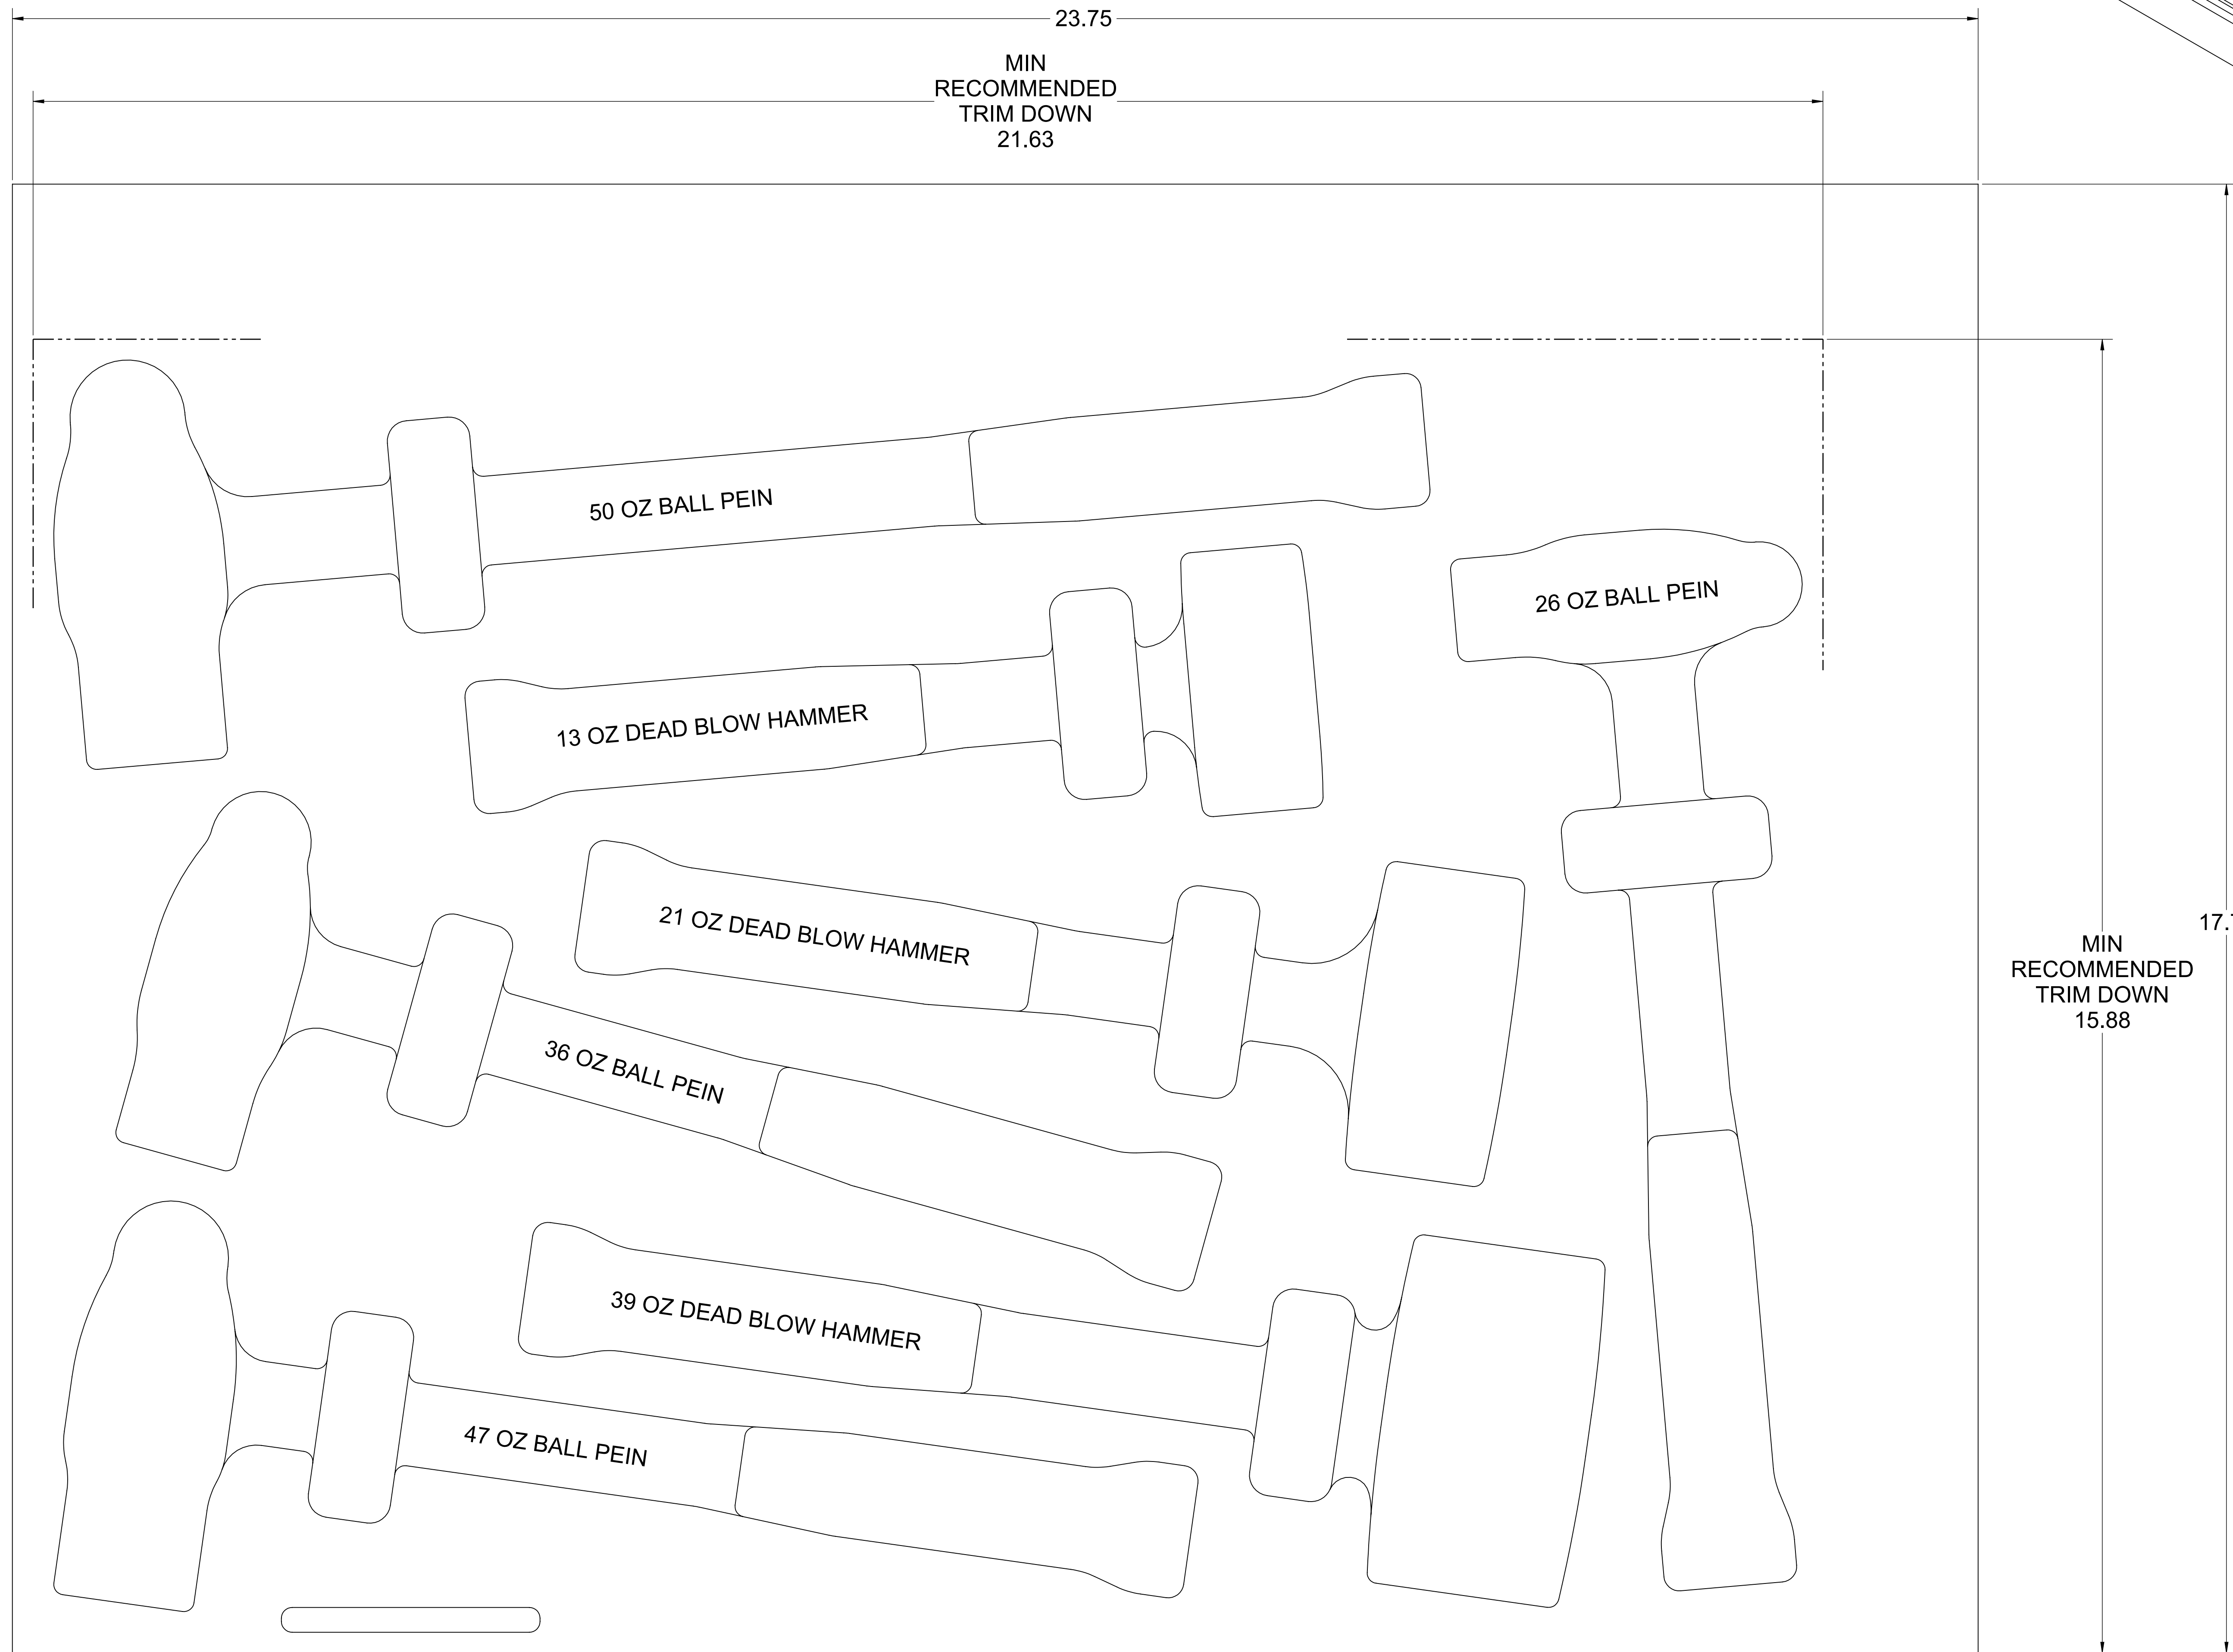 23.75
MIN
RECOMMENDED
TRIM DOWN
21.63
50 OZ BALL PEIN
26 OZ BALL PEIN
13 OZ DEAD BLOW HAMMER
21 OZ DEAD BLOW HAMMER
17.
MIN
RECOMMENDED
TRIM DOWN
15.88
36 OZ BALL PEIN
39 OZ DEAD BLOW HAMMER
47 OZ BALL PEIN